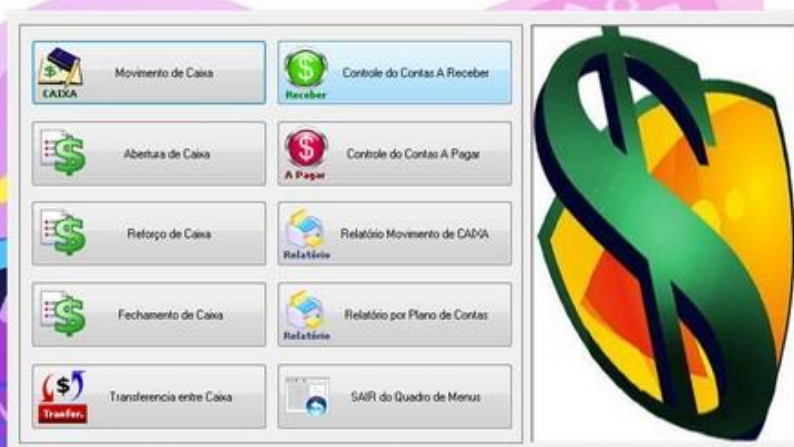 CAIXA
Movimento de Caixa
Receber
Controle do Contas A Receber
Abertura de Caixa
A Pagar
Controle do Contas A Pagar
Reforço de Caixa
Relatório
Relatório Movimento de CAIXA
Fechamento de Caixa
Relatório
Relatório por Plano de Contas
($)
Tranfer.
Transferencia entre Caixa
SAIR do Quadro de Menus